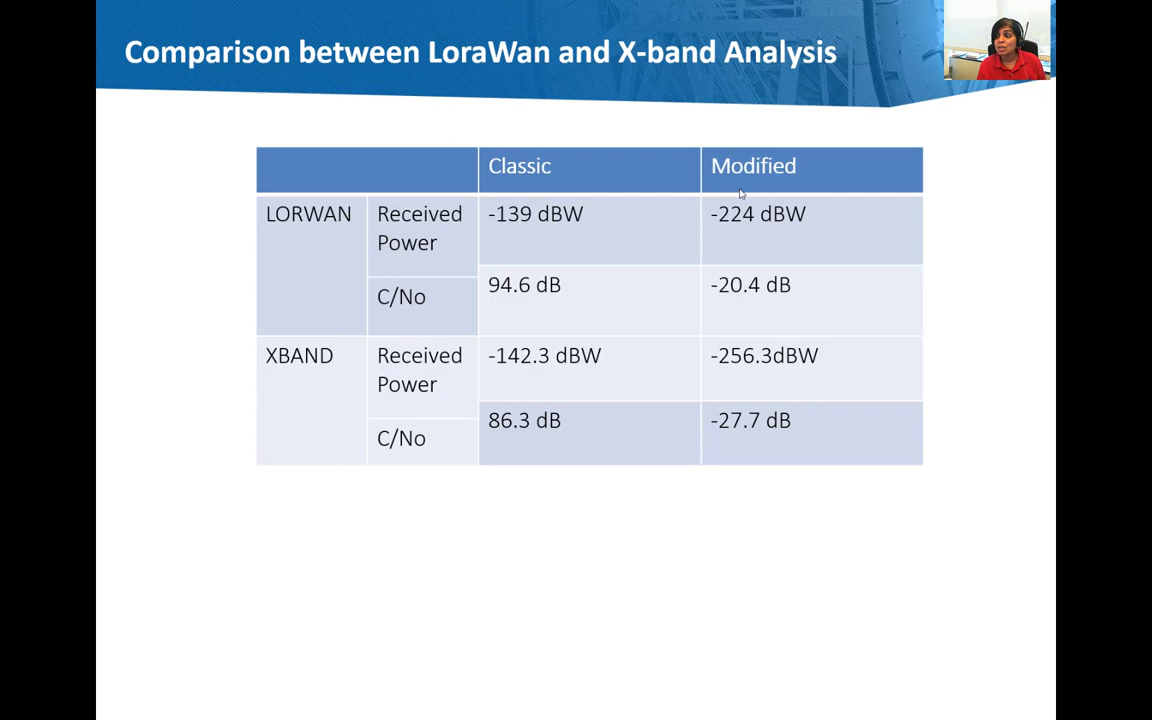 Comparison between LoraWan and X-band Analysis
Classic
Modified
LORWAN
Received
Power
-139 dBW
-224 dBW
C/No
94.6 dB
-20.4 dB
XBAND
Received
Power
-142.3 dBW
-256.3dBW
C/No
86.3 dB
-27.7 dB